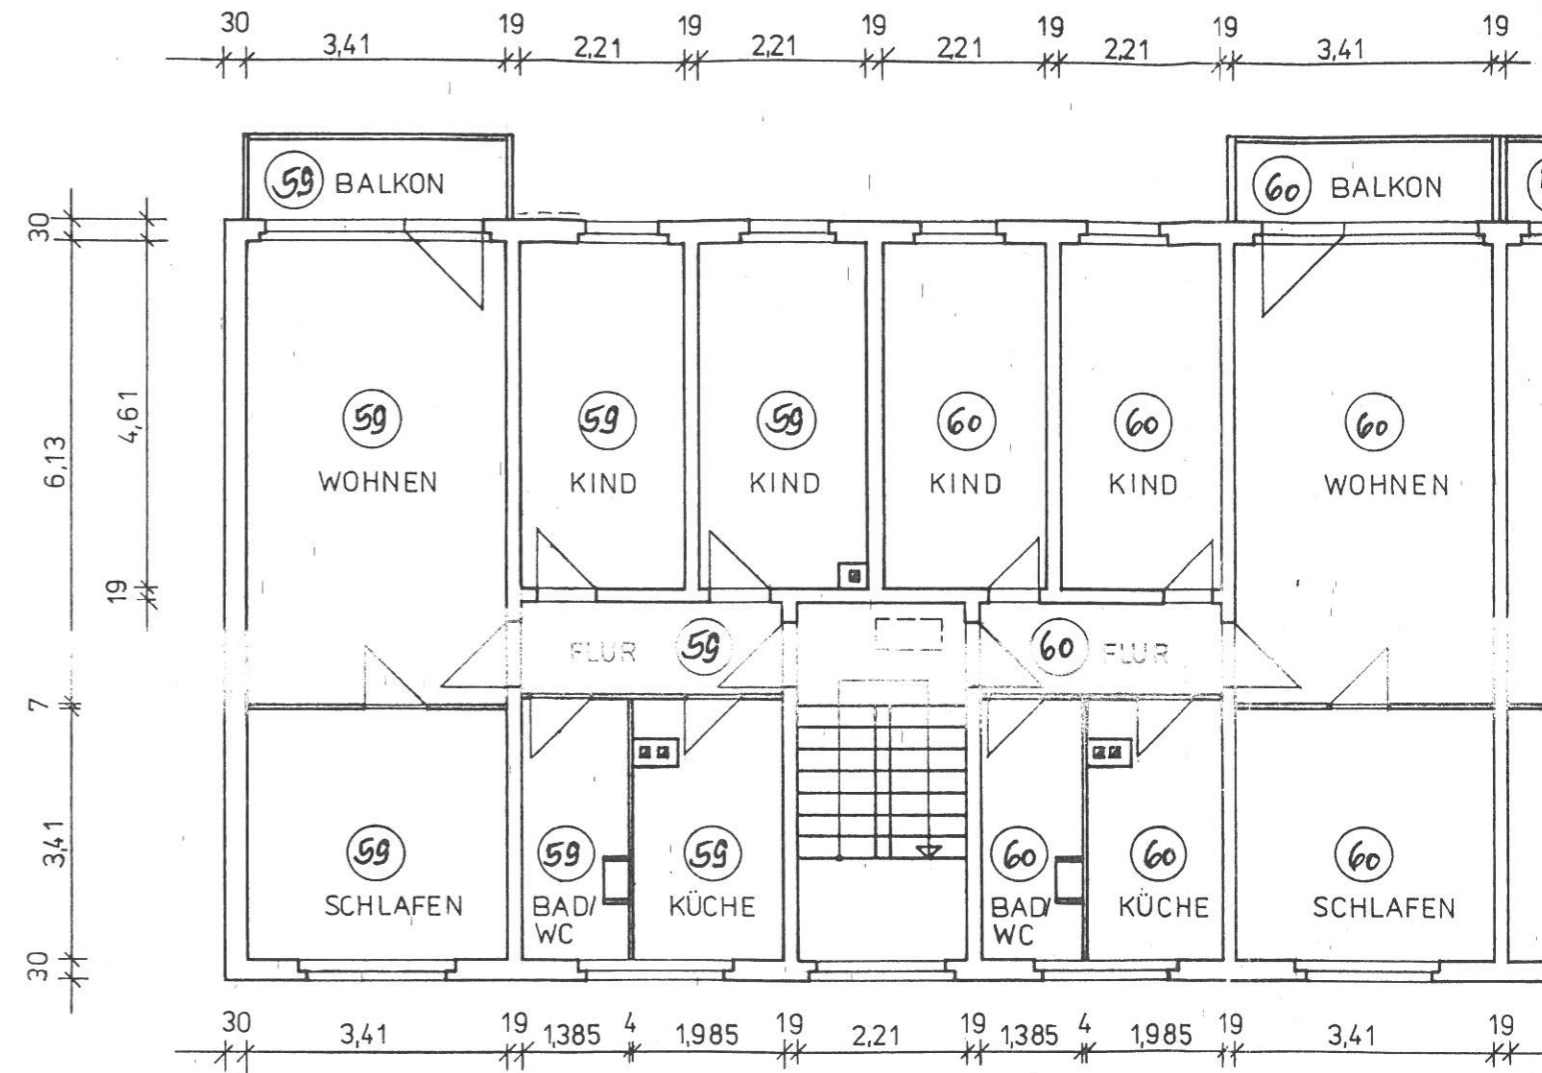 30 19 19 19 19 19 19
3,41 2,21 2,21 2,21 2,21 3,41
59 BALKON 60 BALKON
30
4,61
6,13
59 59 59 60 60 60
WOHNEN KIND KIND KIND KIND WOHNEN
19
FLUR 59 60 FLUR
7
3,41
59 59 59 60 60 60
SCHLAFEN BAD/ KÜCHE BAD/ KÜCHE SCHLAFEN
WC WC
30
30 19 4 19 19 4 19 19
3,41 1,385 1,985 2,21 1,385 1,985 3,41